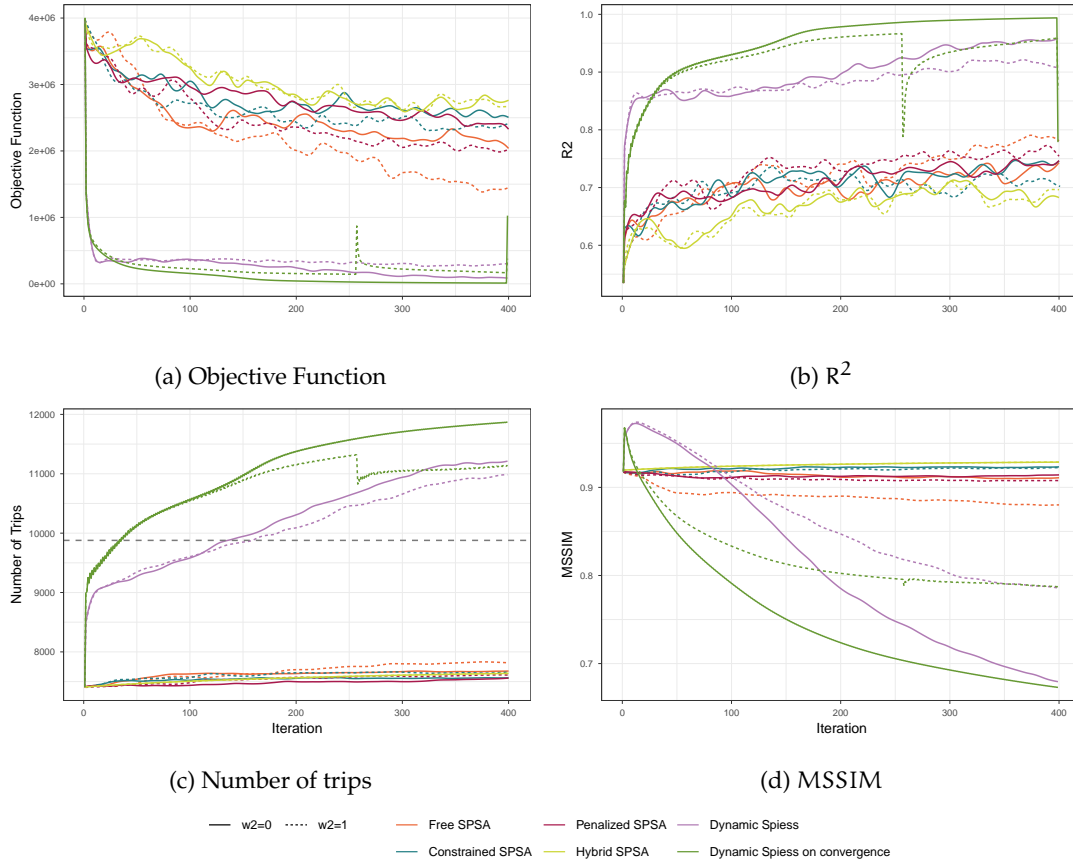 4e+06
3e+06
2e+06
1e+06
0e+00
Objective Function
0
100
200
300
400
(a) Objective Function
1.0
0.9
0.8
0.7
0.6
R2
0
100
200
300
400
(b) R²
12000
11000
10000
9000
8000
Number of Trips
0
100
200
300
400
Iteration
(c) Number of trips
0.9
0.8
0.7
MSSIM
0
100
200
300
400
Iteration
(d) MSSIM
w2=0
w2=1
Free SPSA
Penalized SPSA
Dynamic Spiess
Constrained SPSA
Hybrid SPSA
Dynamic Spiess on convergence